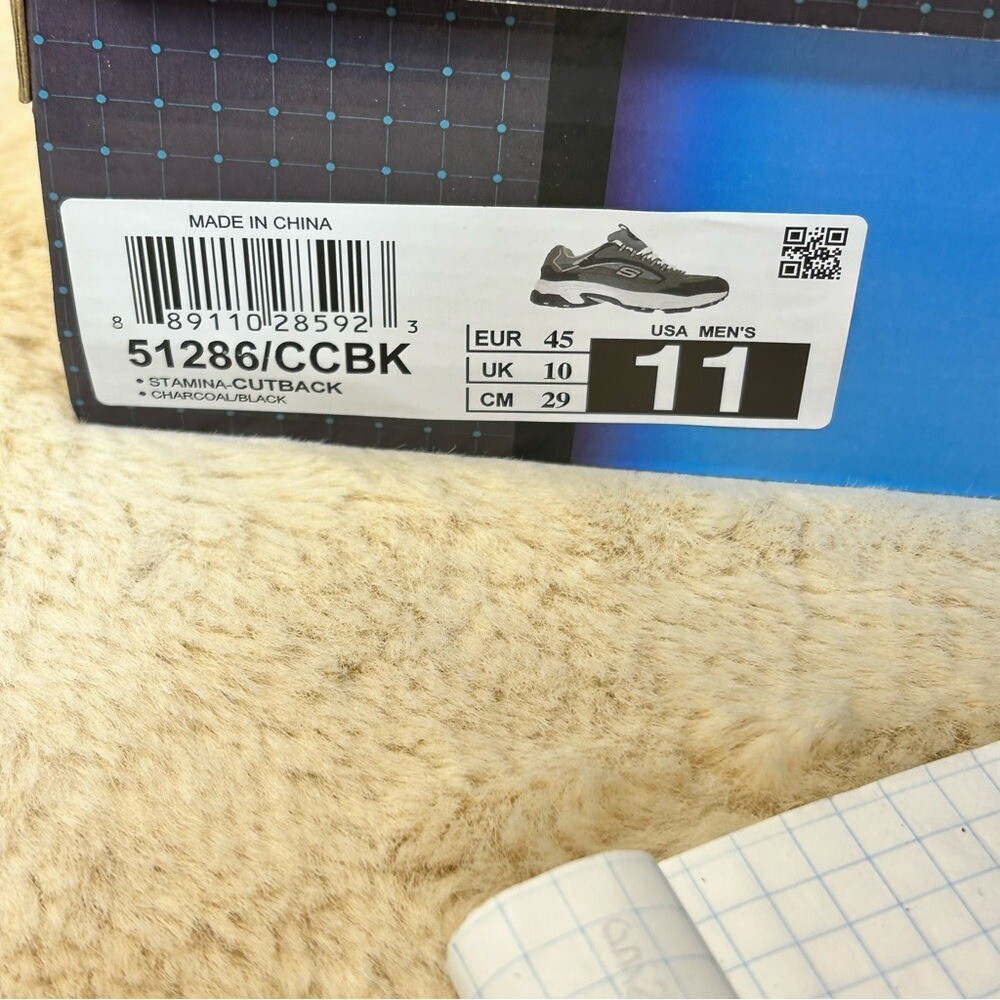 MADE IN CHINA
8 89110 28592 3
51286/CCBK
• STAMINA-CUTBACK
• CHARCOAL/BLACK
S
EUR 45
UK 10
CM 29
USA MEN'S
11